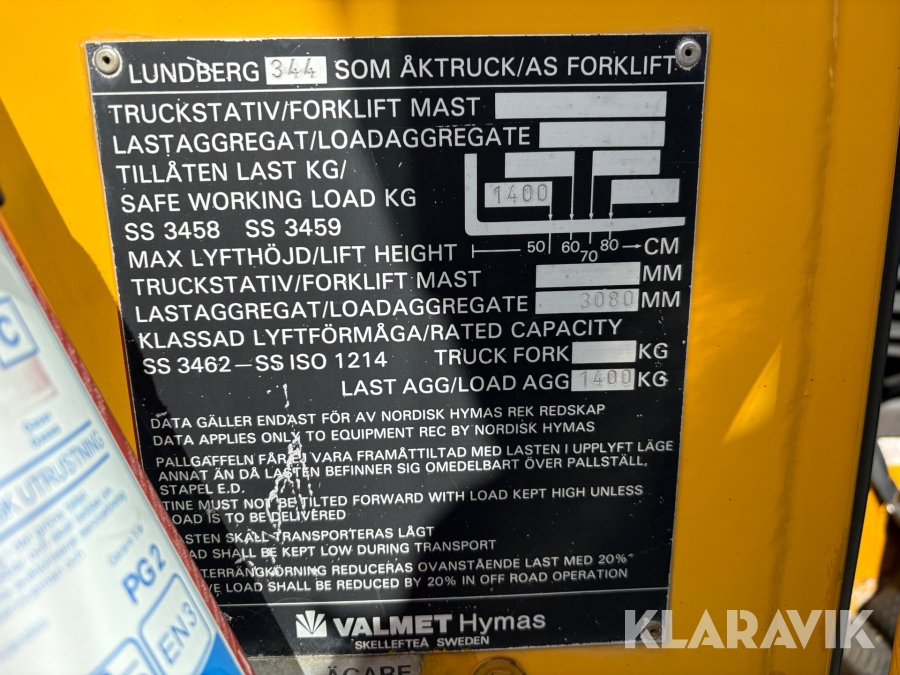 LUNDBERG 344 SOM ÅKTRUCK/AS FORKLIFT
TRUCKSTATIV/FORKLIFT MAST
LASTAGGREGAT/LOADAGGREGATE
TILLÅTEN LAST KG/
SAFE WORKING LOAD KG 1400
SS 3458 SS 3459
50 60 70 80 CM
MAX LYFTHÖJD/LIFT HEIGHT
TRUCKSTATIV/FORKLIFT MAST MM
LASTAGGREGAT/LOADAGGREGATE 3080 MM
KLASSAD LYFTFÖRMÅGA/RATED CAPACITY
SS 3462-SS ISO 1214 TRUCK FORK KG
LAST AGG/LOAD AGG 1400 KG
DATA GÄLLER ENDAST FÖR AV NORDISK HYMAS REK REDSKAP
DATA APPLIES ONLY TO EQUIPMENT REC BY NORDISK HYMAS
PALLGAFFELN FÅR EJ VARA FRAMÅTTILTAD MED LASTEN I UPPLYFT LÄGE
ANNAT ÄN DÅ LASTEN BEFINNER SIG OMEDELBART ÖVER PALLSTÄLL,
STAPEL E.D.
TINE MUST NOT BE TILTED FORWARD WITH LOAD KEPT HIGH UNLESS
LOAD IS TO BE DELIVERED
ASTEN SKALL TRANSPORTERAS LÅGT
AD SHALL BE KEPT LOW DURING TRANSPORT
TERRÄNGKÖRNING REDUCERAS OVANSTÅENDE LAST MED 20%
VE LOAD SHALL BE REDUCED BY 20% IN OFF ROAD OPERATION
VALMET Hymas
SKELLEFTEÅ SWEDEN
ÄGARE
C
SK UTRUSTNING
PG 2
EN3
KLARAVIK